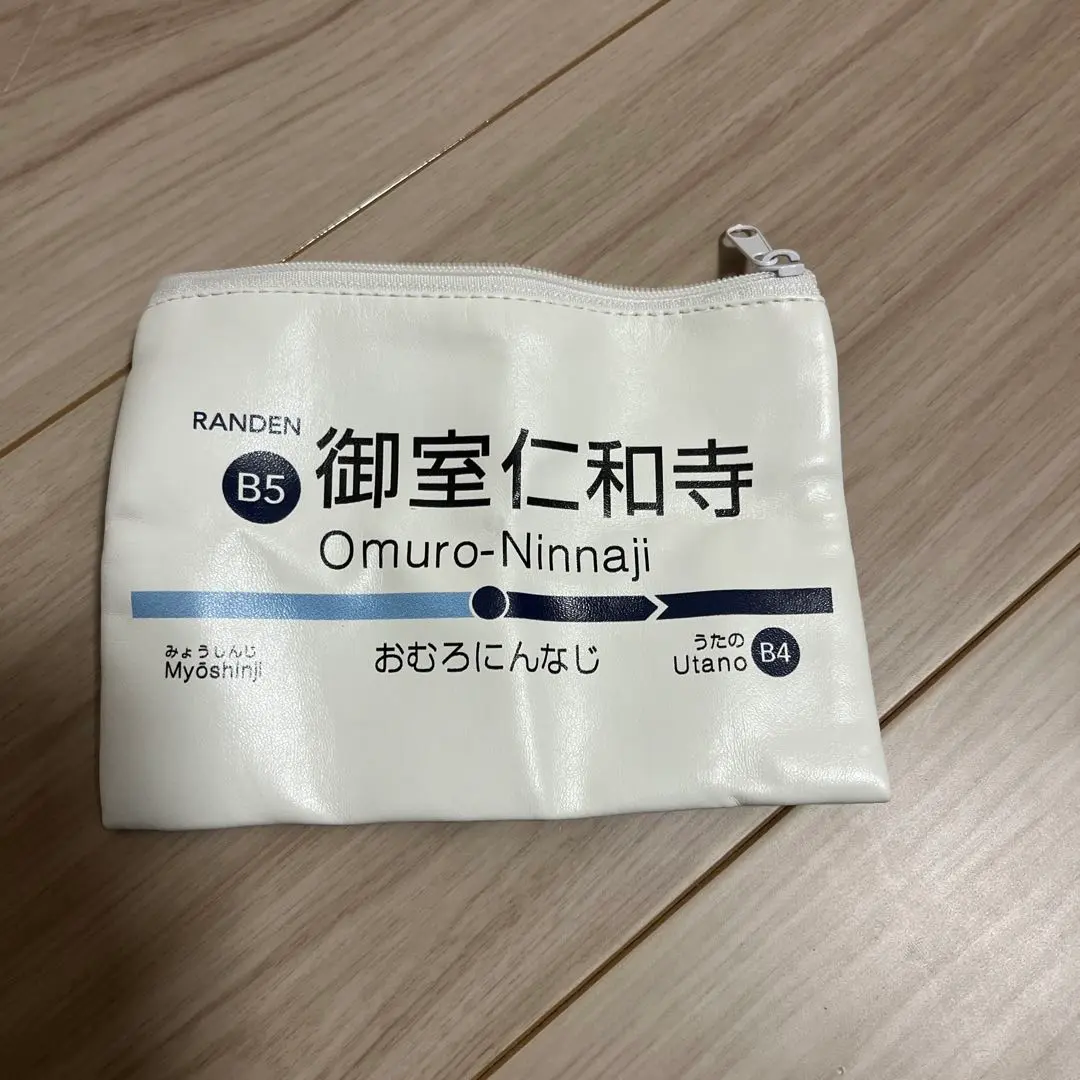 RANDEN
B5 御室仁和寺
Omuro-Ninnaji
みょうしんじ
Myōshinji
おむろにんなじ
うたの
Utano B4